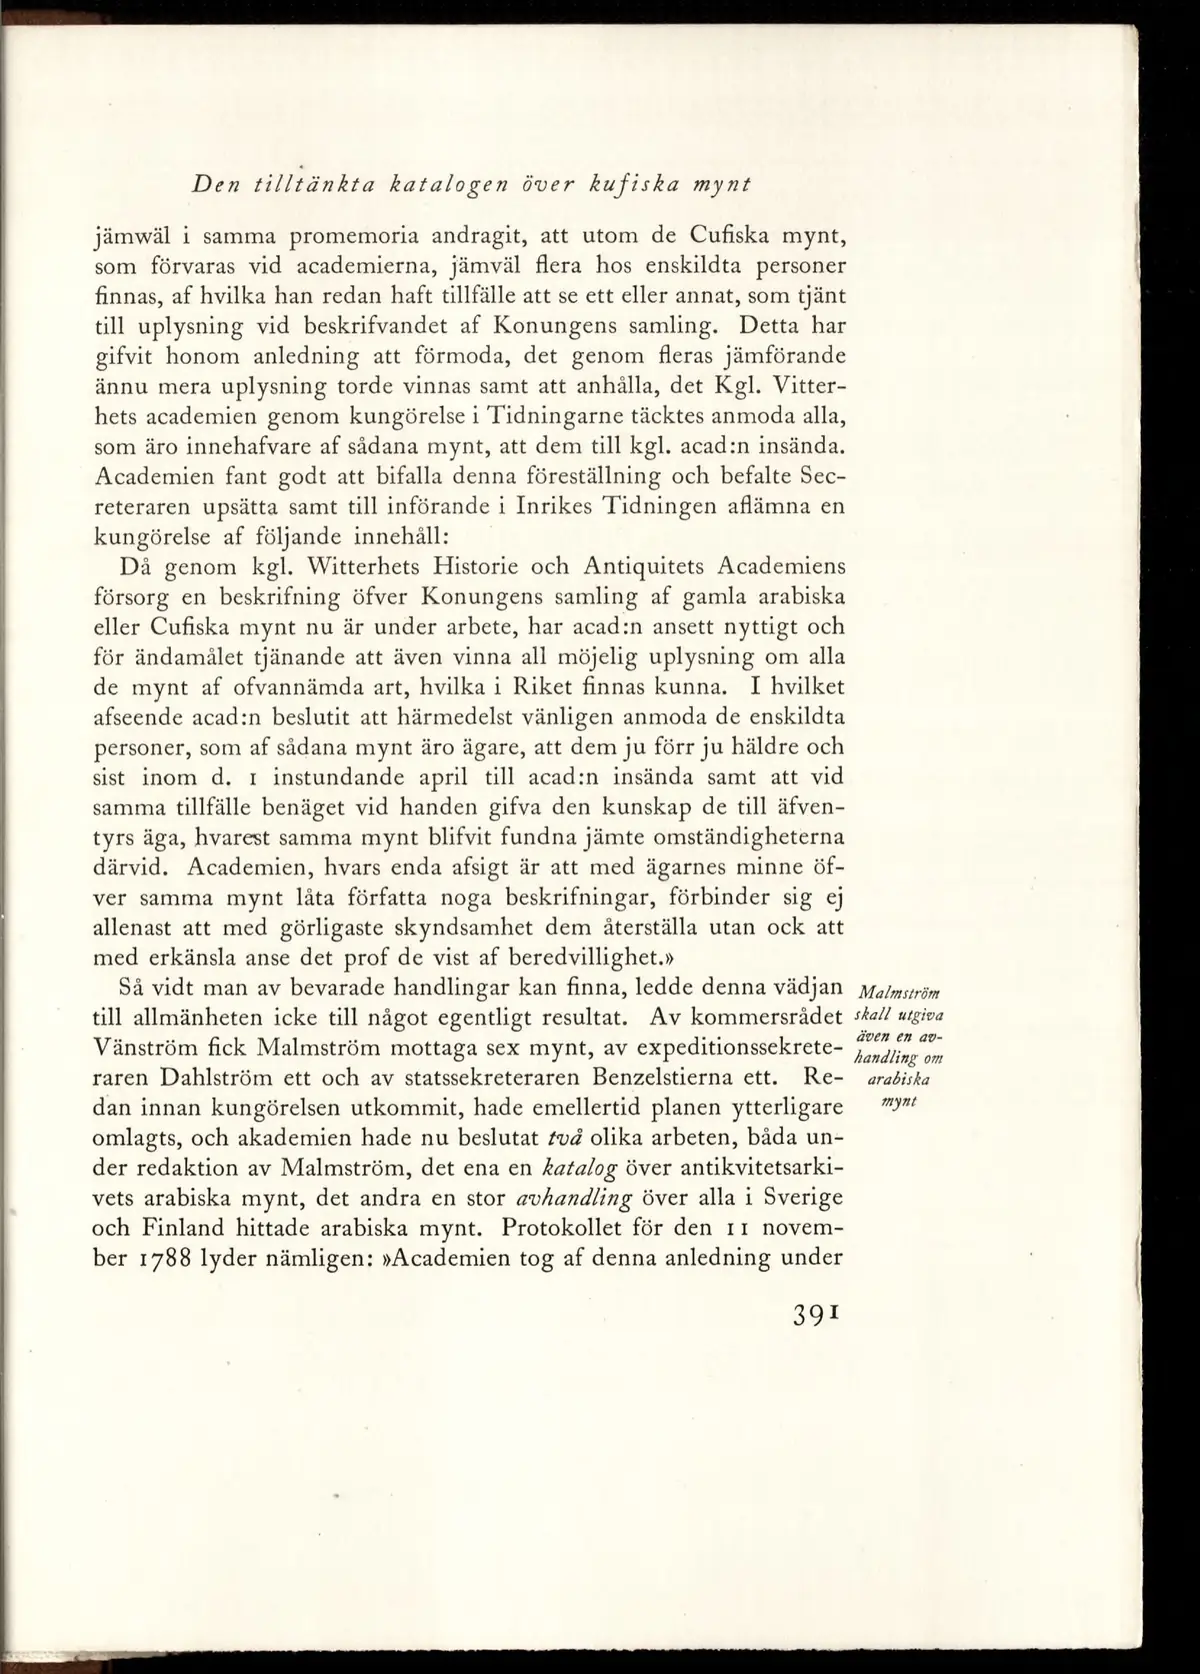 Den tilltänkta katalogen över kufiska mynt
jämwäl i samma promemoria andragit, att utom de Cufiska mynt,
som förvaras vid academierna, jämväl flera hos enskildta personer
finnas, af hvilka han redan haft tillfälle att se ett eller annat, som tjänt
till uplysning vid beskrifvandet af Konungens samling. Detta har
gifvit honom anledning att förmoda, det genom fleras jämförande
ännu mera uplysning torde vinnas samt att anhålla, det Kgl. Vitter-
hets academien genom kungörelse i Tidningarne täcktes anmoda alla,
som äro innehafvare af sådana mynt, att dem till kgl. acad:n insända.
Academien fant godt att bifalla denna föreställning och befalte Sec-
reteraren upsätta samt till införande i Inrikes Tidningen aflämna en
kungörelse af följande innehåll:
Då genom kgl. Witterhets Historie och Antiquitets Academiens
försorg en beskrifning öfver Konungens samling af gamla arabiska
eller Cufiska mynt nu är under arbete, har acad:n ansett nyttigt och
för ändamålet tjänande att även vinna all möjelig uplysning om alla
de mynt af ofvannämda art, hvilka i Riket finnas kunna. I hvilket
afseende acad:n beslutit att härmedelst vänligen anmoda de enskildta
personer, som af sådana mynt äro ägare, att dem ju förr ju häldre och
sist inom d. 1 instundande april till acad:n insända samt att vid
samma tillfälle benäget vid handen gifva den kunskap de till äfven-
tyrs äga, hvarest samma mynt blifvit fundna jämte omständigheterna
därvid. Academien, hvars enda afsigt är att med ägarnes minne öf-
ver samma mynt låta författa noga beskrifningar, förbinder sig ej
allenast att med görligaste skyndsamhet dem återställa utan ock att
med erkänsla anse det prof de vist af beredvillighet.»
Så vidt man av bevarade handlingar kan finna, ledde denna vädjan
till allmänheten icke till något egentligt resultat. Av kommersrådet
Vänström fick Malmström mottaga sex mynt, av expeditionssekrete-
raren Dahlström ett och av statssekreteraren Benzelstierna ett. Re-
dan innan kungörelsen utkommit, hade emellertid planen ytterligare
omlagts, och akademien hade nu beslutat två olika arbeten, båda un-
der redaktion av Malmström, det ena en katalog över antikvitetsarki-
vets arabiska mynt, det andra en stor avhandling över alla i Sverige
och Finland hittade arabiska mynt. Protokollet för den 11 novem-
ber 1788 lyder nämligen: »Academien tog af denna anledning under
Malmström
skall utgiva
även en av-
handling om
arabiska
mynt
391